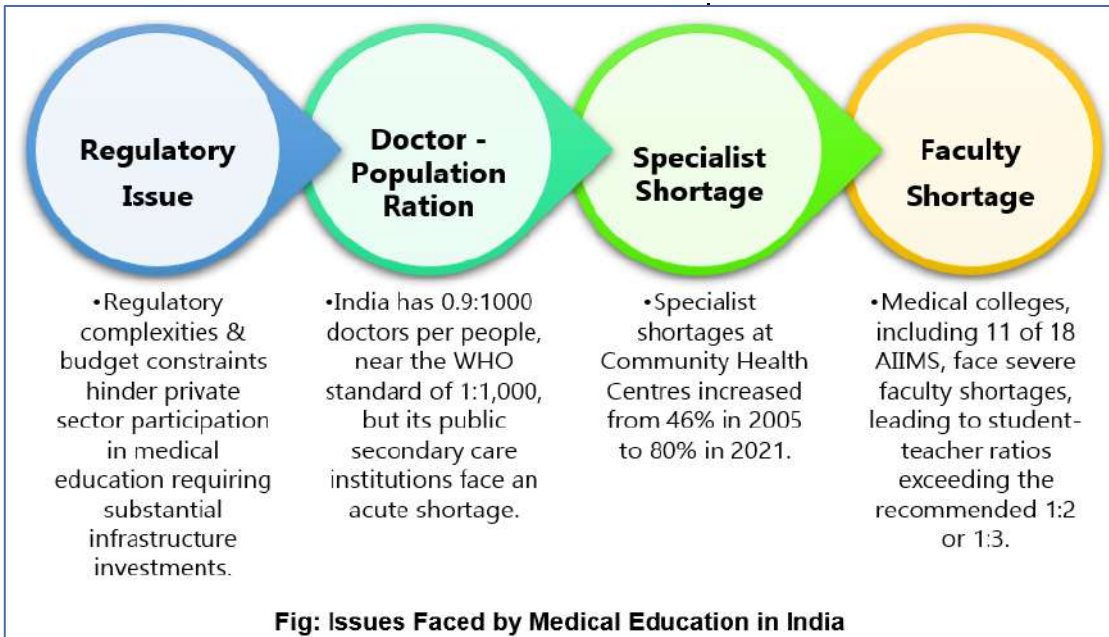 Regulatory
Issue
Doctor -
Population
Ration
Specialist
Shortage
Faculty
Shortage
•Regulatory
complexities &
budget constraints
hinder private
sector participation
in medical
education requiring
substantial
infrastructure
investments.
•India has 0.9:1000
doctors per people,
near the WHO
standard of 1:1,000,
but its public
secondary care
institutions face an
acute shortage.
•Specialist
shortages at
Community Health
Centres increased
from 46% in 2005
to 80% in 2021.
•Medical colleges,
including 11 of 18
AIIMS, face severe
faculty shortages,
leading to student-
teacher ratios
exceeding the
recommended 1:2
or 1:3.
Fig: Issues Faced by Medical Education in India